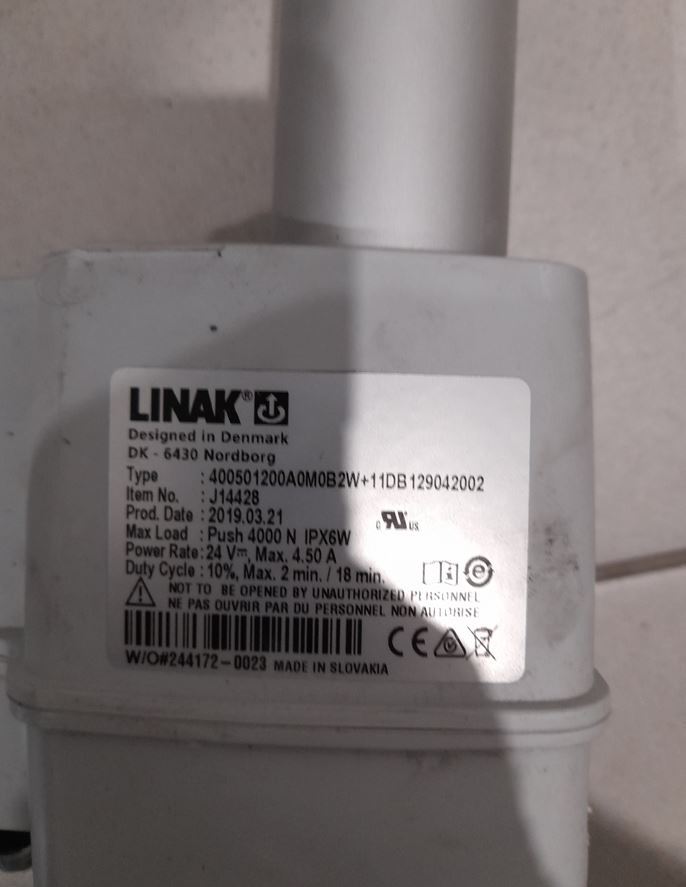 LINAK®
Designed in Denmark
DK - 6430 Nordborg
Type : 400501200A0M0B2W+11DB129042002
Item No. : J14428
Prod. Date : 2019.03.21
c RU US
Max Load : Push 4000 N IPX6W
Power Rate : 24 V⎓, Max. 4.50 A
Duty Cycle : 10%, Max. 2 min. / 18 min.
NOT TO BE OPENED BY UNAUTHORIZED PERSONNEL
NE PAS OUVRIR PAR DU PERSONNEL NON AUTORISE
CE
W/O#244172-0023 MADE IN SLOVAKIA